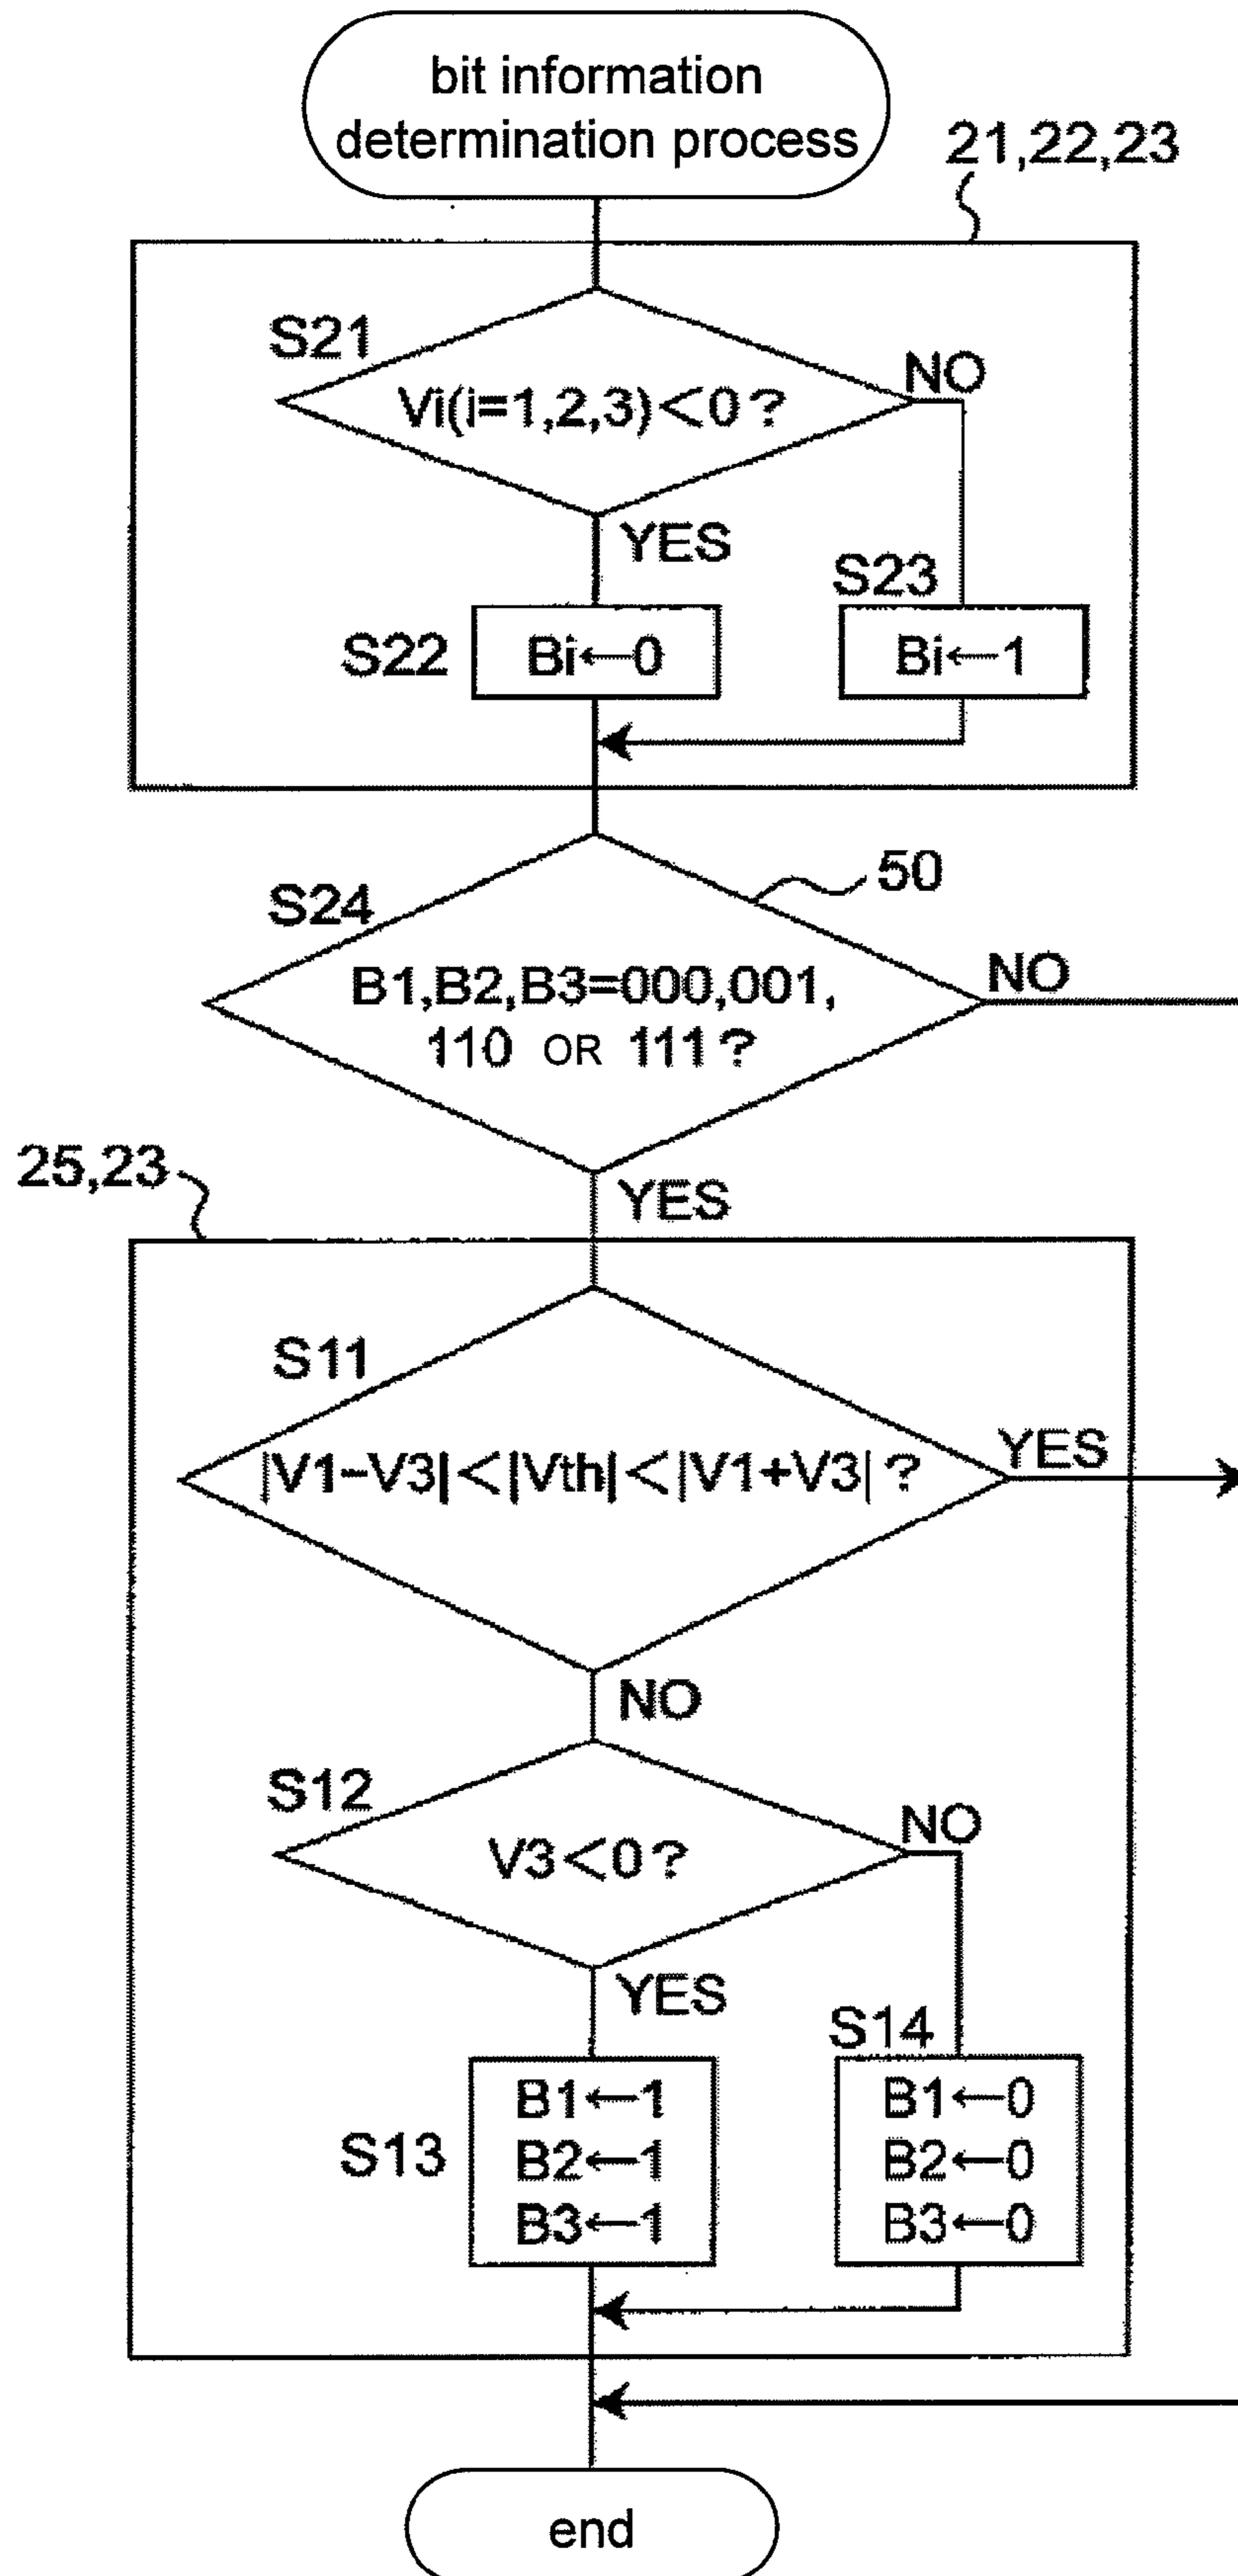 bit information
determination process
21,22,23
S21
Vi(i=1,2,3)<0?
NO
YES
S23
S22
Bi←0
Bi←1
50
S24
B1,B2,B3=000,001,
110 OR 111?
NO
YES
25,23
S11
|V1-V3|<|Vth|<|V1+V3|?
YES
NO
S12
V3<0?
NO
YES
S14
S13
B1←1
B2←1
B3←1
B1←0
B2←0
B3←0
end